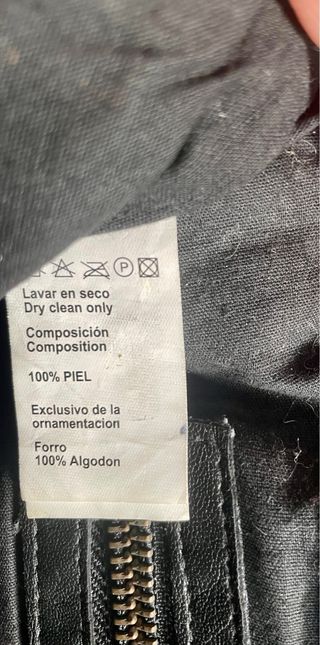 P
Lavar en seco
Dry clean only
Composición
Composition
100% PIEL
Exclusivo de la
ornamentacion
Forro
100% Algodon